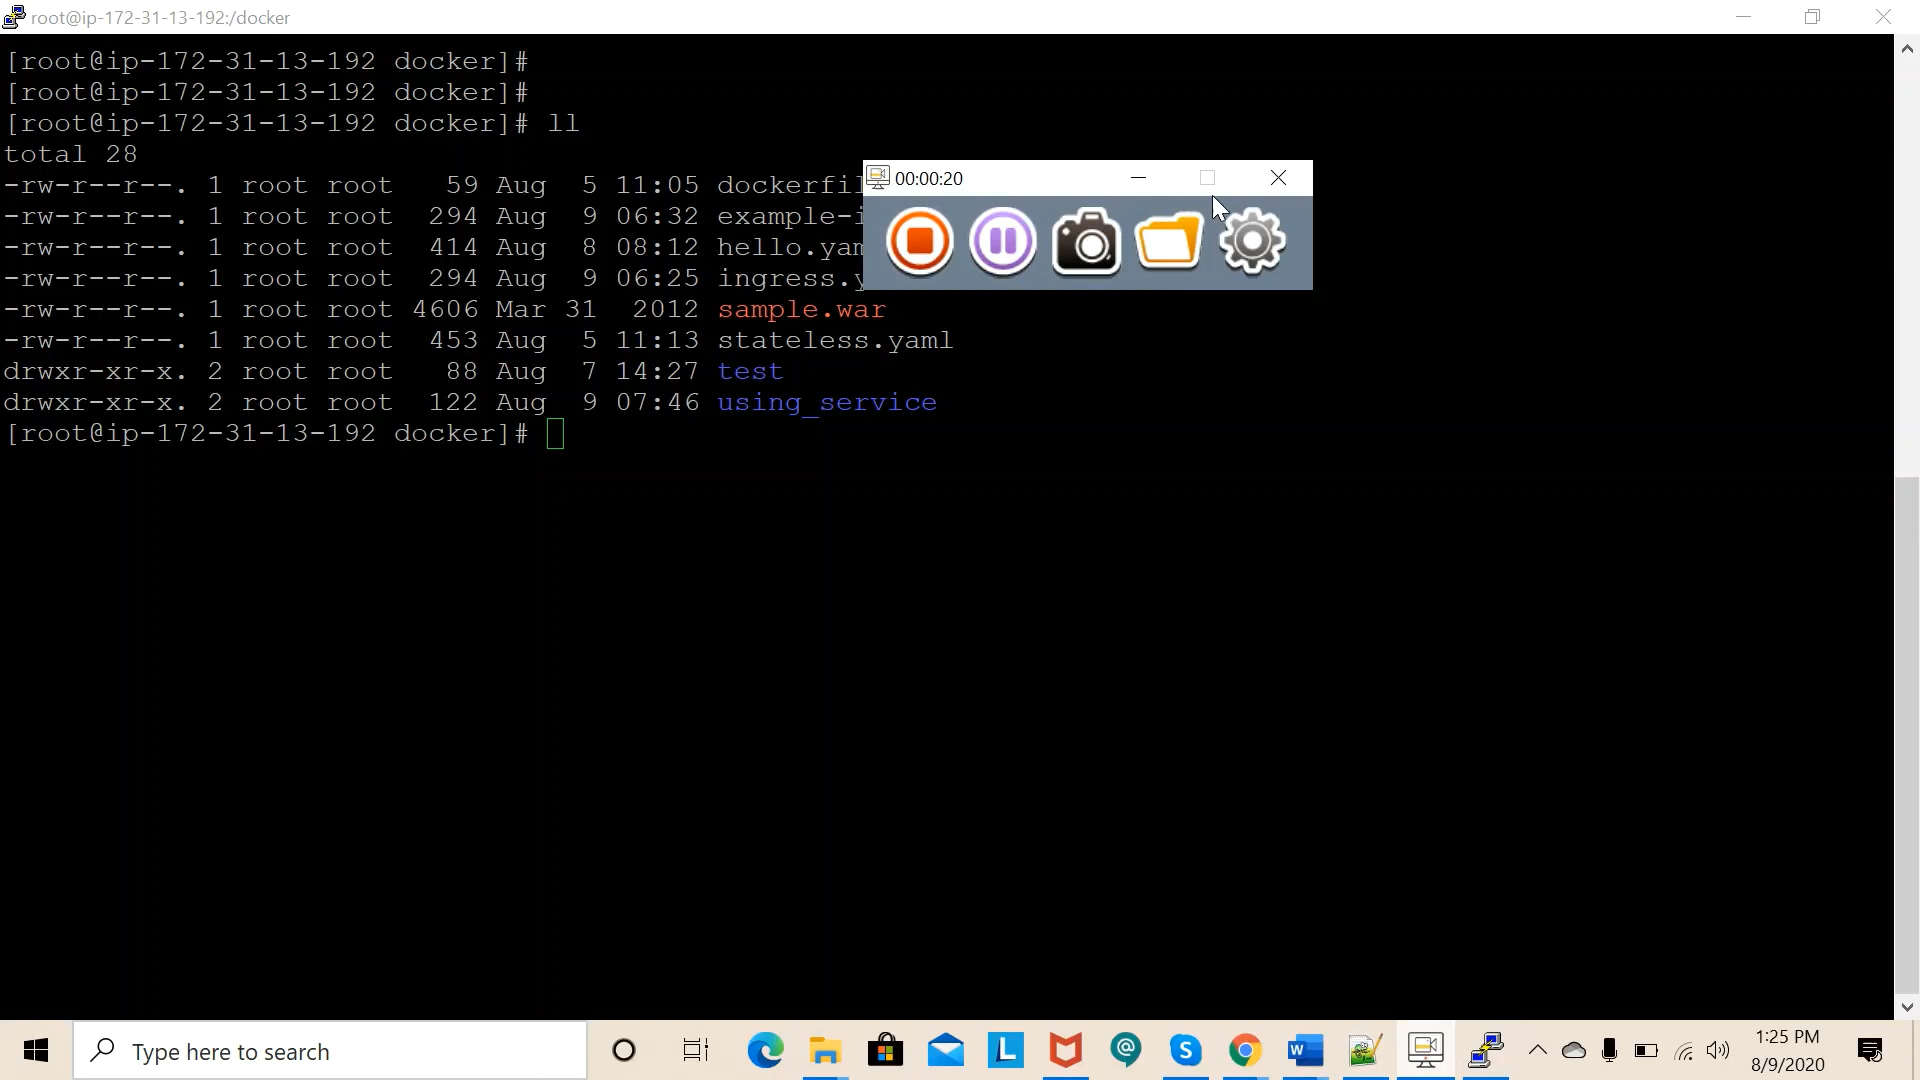 root@ip-172-31-13-192:/docker
[root@ip-172-31-13-192 docker]#
[root@ip-172-31-13-192 docker]#
[root@ip-172-31-13-192 docker]# ll
total 28
-rw-r--r--. 1 root root 59 Aug 5 11:05 dockerfil
-rw-r--r--. 1 root root 294 Aug 9 06:32 example-i
-rw-r--r--. 1 root root 414 Aug 8 08:12 hello.yam
-rw-r--r--. 1 root root 294 Aug 9 06:25 ingress.y
-rw-r--r--. 1 root root 4606 Mar 31 2012 sample.war
-rw-r--r--. 1 root root 453 Aug 5 11:13 stateless.yaml
drwxr-xr-x. 2 root root 88 Aug 7 14:27 test
drwxr-xr-x. 2 root root 122 Aug 9 07:46 using_service
[root@ip-172-31-13-192 docker]#
00:00:20
Type here to search
L
W
1:25 PM
8/9/2020